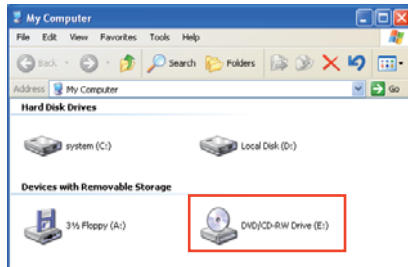 My Computer
File Edit View Favorites Tools Help
Back Search Folders
Address My Computer Go
Hard Disk Drives
system (C:) Local Disk (D:)
Devices with Removable Storage
3½ Floppy (A:) DVD/CD-RW Drive (E:)